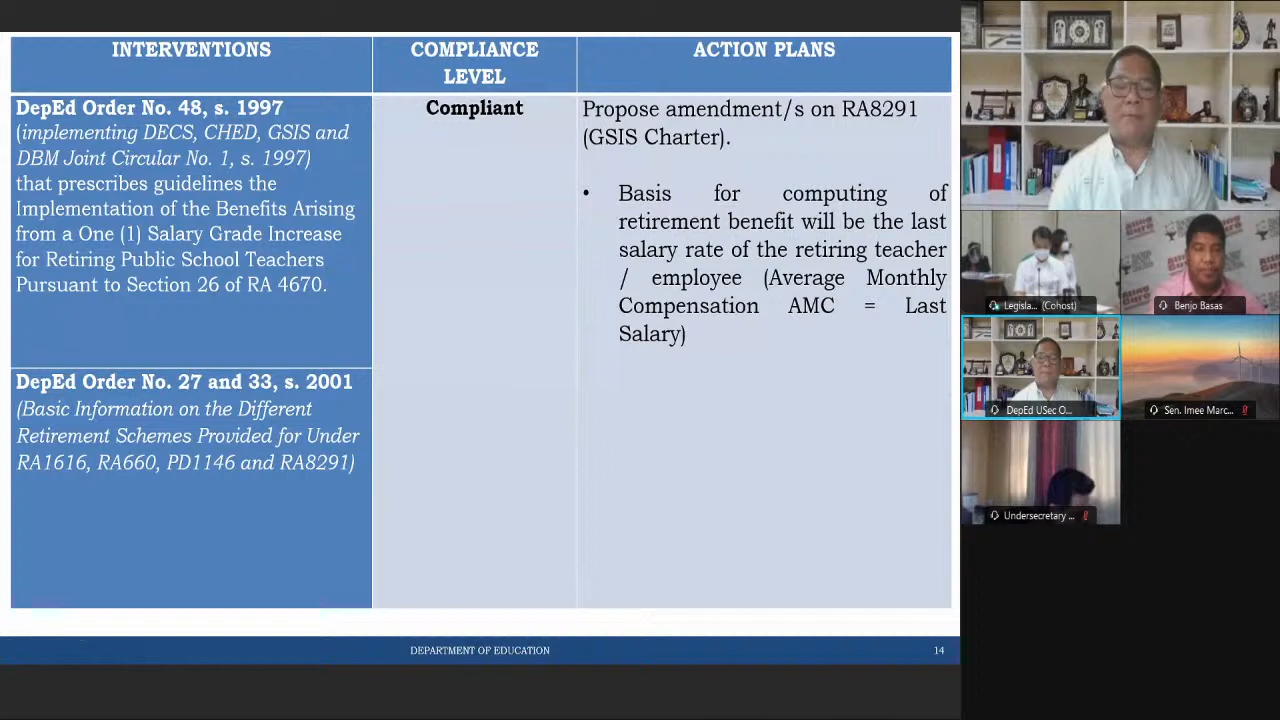 INTERVENTIONS
COMPLIANCE
LEVEL
ACTION PLANS
DepEd Order No. 48, s. 1997
(implementing DECS, CHED, GSIS and
DBM Joint Circular No. 1, s. 1997)
that prescribes guidelines the
Implementation of the Benefits Arising
from a One (1) Salary Grade Increase
for Retiring Public School Teachers
Pursuant to Section 26 of RA 4670.
Compliant
Propose amendment/s on RA8291
(GSIS Charter).
• Basis for computing of
retirement benefit will be the last
salary rate of the retiring teacher
/ employee (Average Monthly
Compensation AMC = Last
Salary)
DepEd Order No. 27 and 33, s. 2001
(Basic Information on the Different
Retirement Schemes Provided for Under
RA1616, RA660, PD1146 and RA8291)
DEPARTMENT OF EDUCATION
14
Legisla... (Cohost)
Benjo Basas
DepEd USec O...
Sen. Imee Marc...
Undersecretary ...